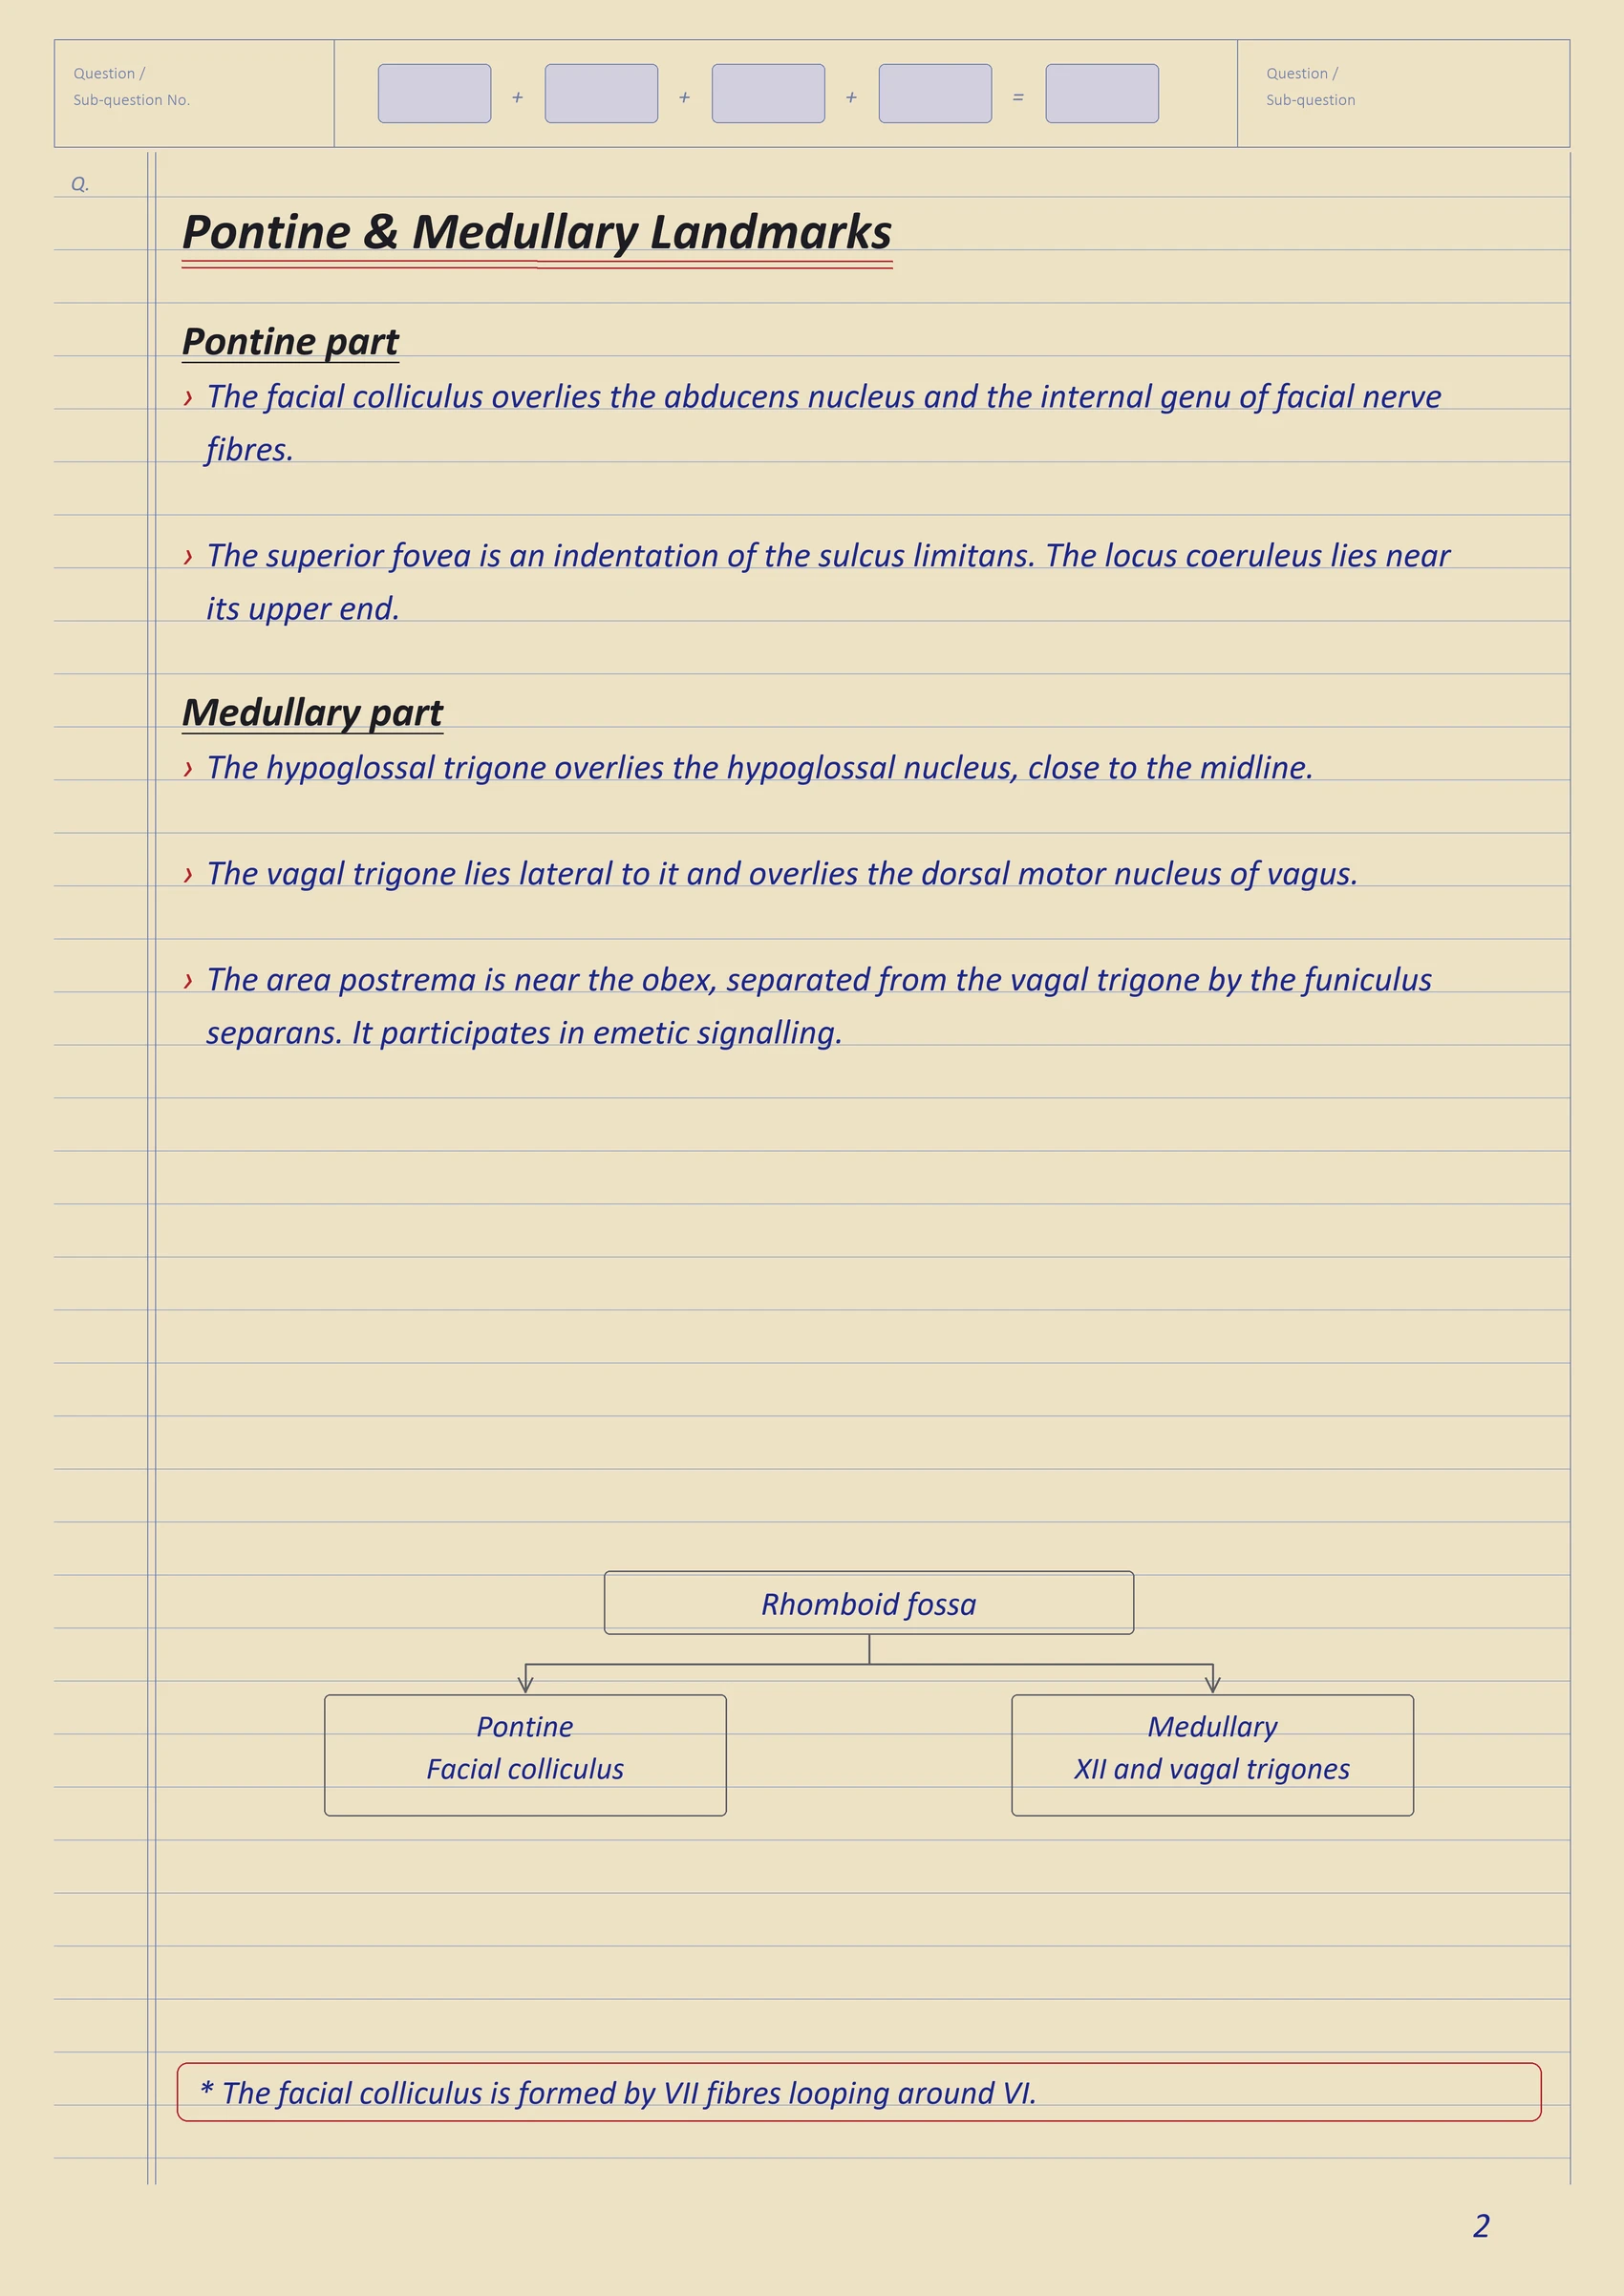 Question /
Sub-question No.
+ + + =
Question /
Sub-question
Q.
Pontine & Medullary Landmarks
Pontine part
› The facial colliculus overlies the abducens nucleus and the internal genu of facial nerve
fibres.
› The superior fovea is an indentation of the sulcus limitans. The locus coeruleus lies near
its upper end.
Medullary part
› The hypoglossal trigone overlies the hypoglossal nucleus, close to the midline.
› The vagal trigone lies lateral to it and overlies the dorsal motor nucleus of vagus.
› The area postrema is near the obex, separated from the vagal trigone by the funiculus
separans. It participates in emetic signalling.
Rhomboid fossa
Pontine
Facial colliculus
Medullary
XII and vagal trigones
* The facial colliculus is formed by VII fibres looping around VI.
2